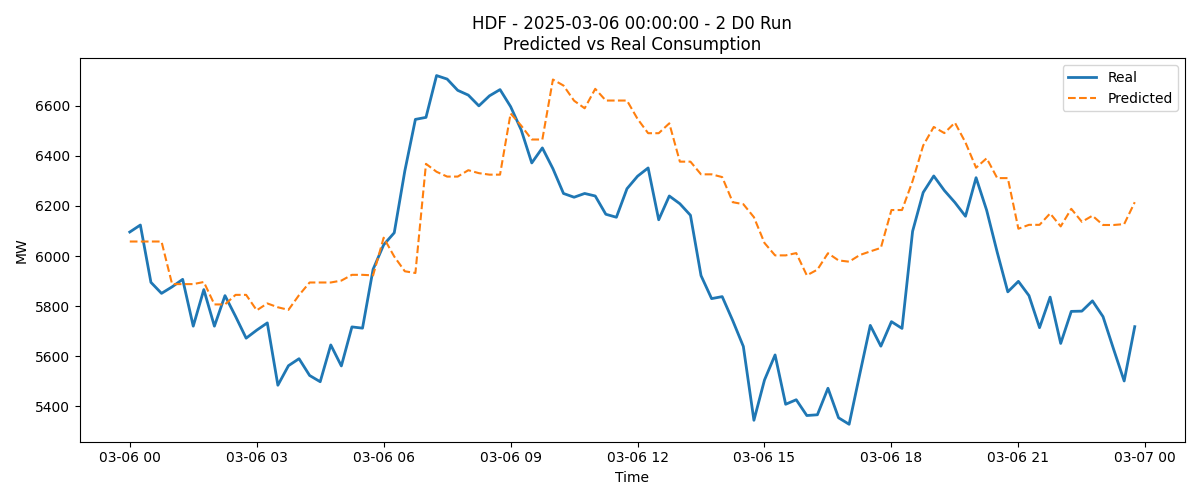 HDF - 2025-03-06 00:00:00 - 2 D0 Run
Predicted vs Real Consumption
Real
Predicted
MW
6600
6400
6200
6000
5800
5600
5400
03-06 00
03-06 03
03-06 06
03-06 09
03-06 12
03-06 15
03-06 18
03-06 21
03-07 00
Time